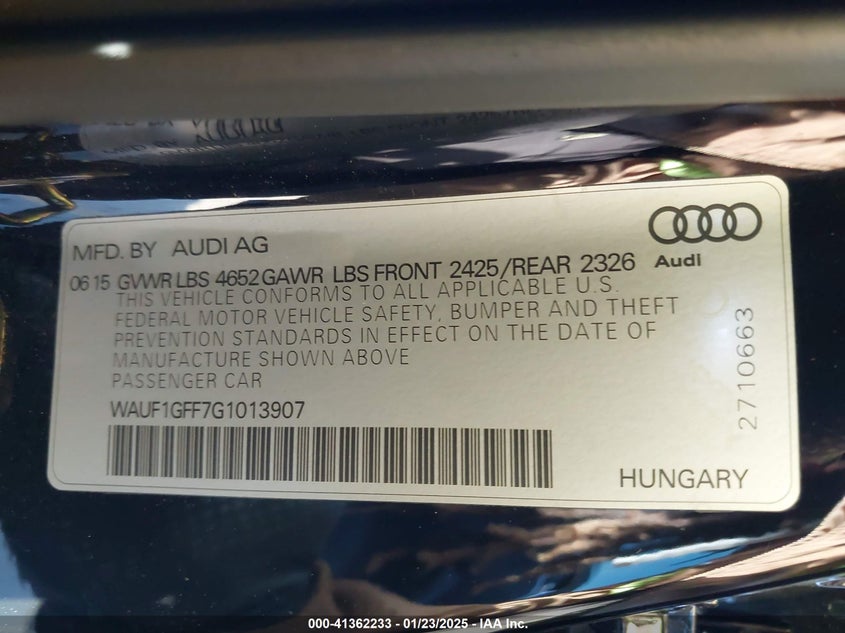 MFD. BY AUDI AG
Audi
06 15 GVWR LBS 4652 GAWR LBS FRONT 2425/REAR 2326
THIS VEHICLE CONFORMS TO ALL APPLICABLE U.S.
FEDERAL MOTOR VEHICLE SAFETY, BUMPER AND THEFT
PREVENTION STANDARDS IN EFFECT ON THE DATE OF
MANUFACTURE SHOWN ABOVE
PASSENGER CAR
WAUF1GFF7G1013907
2710663
HUNGARY
000-41362233 - 01/23/2025 - IAA Inc.